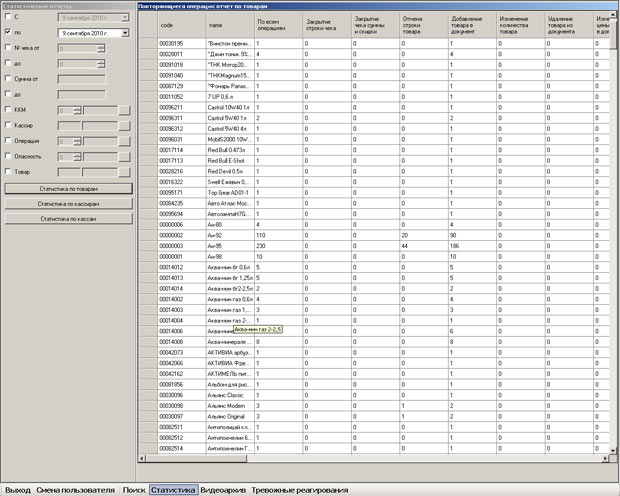 Статистические отчеты
С 9 сентября 2010 г.
по 9 сентября 2010 г.
№ чека от 0
до 0
Сумма от
до
ККМ 0
Кассир
Операция 0
Опасность 0
Товар
Статистика по товарам
Статистика по кассирам
Статистика по кассам
Повторяющиеся операции: отчет по товарам
code name По всем операциям Закрытие строки чека Закрытие чека суммы и скидки Отмена строки товара Добавление товара в документ Изменение количества товара Удаление товара из документа
00030195 "Винстон премы... 1 0 0 0 1 0 0 0
00028011 "Джин тоник 9%... 4 0 0 0 4 0 0 0
00091018 "ТНК Мотор20... 1 0 0 0 1 0 0 0
00091040 "ТНКMagnum15... 1 0 0 0 1 0 0 0
00087129 "Фонарь Panas... 1 0 0 0 1 0 0 0
00011052 7 UP 0,6 л 1 0 0 0 1 0 0 0
00096211 Castrol 10W40 1л 1 0 0 0 1 0 0 0
00096311 Castrol 5W40 1л 2 0 0 0 2 0 0 0
00096312 Castrol 5W40 4л 1 0 0 0 1 0 0 0
00096031 MobilS2000 10W/... 1 0 0 0 1 0 0 0
00017114 Red Bull 0.473л 1 0 0 0 1 0 0 0
00017113 Red Bull E-Shot 1 0 0 0 1 0 0 0
00028216 Red Devil 0.5л 1 0 0 0 1 0 0 0
00016322 Swell Ежевик 0,... 1 0 0 0 1 0 0 0
00095171 Top Gear AD01-1 1 0 0 0 1 0 0 0
00084235 Авто Атлас Мос... 1 0 0 0 1 0 0 0
00095694 АвтолампаН7G... 1 0 0 0 1 0 0 0
00000006 Аи-80 4 0 0 0 4 0 0 0
00000002 Аи-92 110 0 0 20 90 0 0 0
00000003 Аи-95 230 0 0 44 186 0 0 0
00000001 Аи-98 10 0 0 0 10 0 0 0
00014012 Аква-мин б/г 0,6л 5 0 0 0 5 0 0 0
00014013 Аква-мин б/г 1,25л 5 0 0 0 5 0 0 0
00014014 Аква-мин б/г2-2,5л 2 0 0 0 2 0 0 0
00014002 Аква-мин газ 0,6л 4 0 0 0 4 0 0 0
00014003 Аква-мин газ 1,... 3 0 0 0 3 0 0 0
00014004 Аква-мин газ 2-... 1 0 0 0 1 0 0 0
Аква-мин газ 2-2,5
00014006 6 0 0 0
00014008 Акваминерале ... 8 0 0 0 8 0 0 0
00042073 АКТИВИА арбуз... 1 0 0 0 1 0 0 0
00042066 АКТИВИА Фре... 1 0 0 0 1 0 0 0
00042162 АКТИМЕЛЬ пит... 1 0 0 0 1 0 0 0
00081856 Альбом для рис... 1 0 0 0 1 0 0 0
00030096 Альянс Classic 1 0 0 0 1 0 0 0
00030098 Альянс Modern 3 0 0 1 2 0 0 0
00030097 Альянс Original 3 0 0 1 2 0 0 0
00082511 Антиполицай кл... 1 0 0 0 1 0 0 0
00082512 Антипохмелин Б... 1 0 0 0 1 0 0 0
00082514 Антипохмелин Г... 1 0 0 0 1 0 0 0
Выход Смена пользователя Поиск Статистика Видеоархив Тревожные реагирования